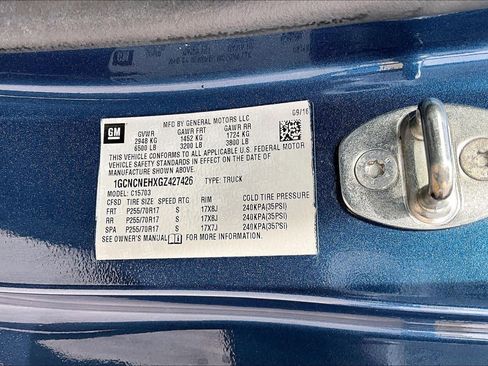 MFD BY GENERAL MOTORS LLC 09/16
GM GVWR GAWR FRT GAWR RR
2948 KG 1452 KG 1724 KG
6500 LB 3200 LB 3800 LB
THIS VEHICLE CONFORMS TO ALL APPLICABLE U.S. FEDERAL MOTOR
VEHICLE SAFETY STANDARDS IN EFFECT ON THE DATE OF
MANUFACTURE SHOWN ABOVE.
1GCNCNEHXGZ427426 TYPE: TRUCK
MODEL: C15703
CFSD TIRE SIZE SPEED RTG RIM COLD TIRE PRESSURE
FRT P255/70R17 S 17X8J 240KPA(35PSI)
RR P255/70R17 S 17X8J 240KPA(35PSI)
SPA P255/70R17 S 17X7J 240KPA(35PSI)
SEE OWNER'S MANUAL FOR MORE INFORMATION.